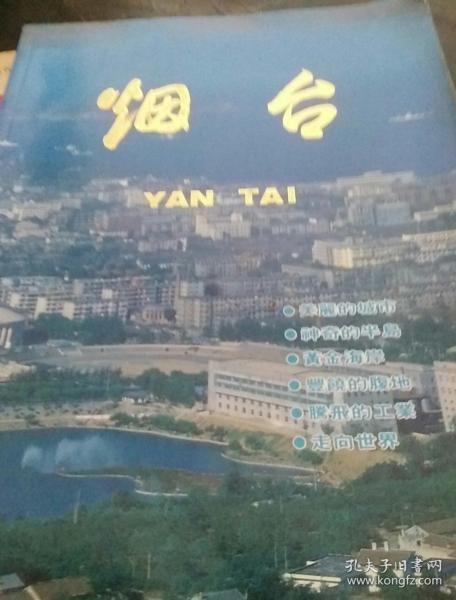 烟台
YAN TAI
●美麗的城市
●神奇的半島
●黃金海岸
●豐饒的腹地
●騰飛的工業
●走向世界
孔夫子旧書网
www.kongfz.com